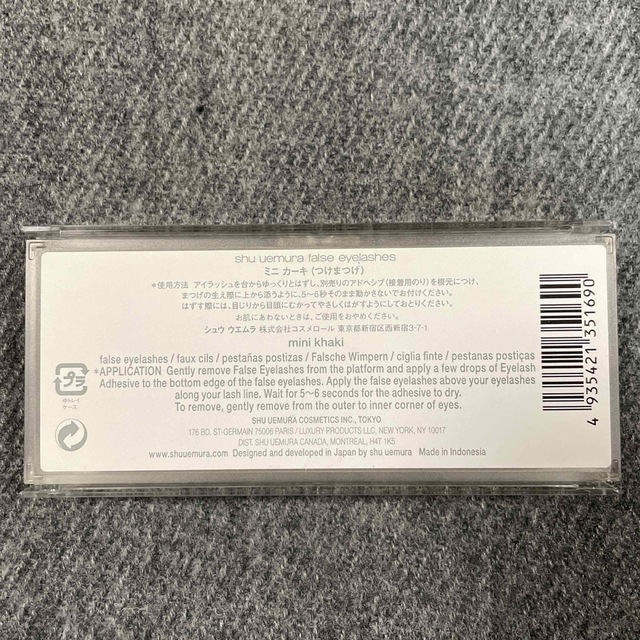 shu uemura false eyelashes
ミニ カーキ (つけまつげ)
*使用方法 アイラッシュを台からゆっくりとはずし、別売りのアドヘシブ(接着用のり)を根元につけ、
まつげの生え際に上から添うように、5~6秒そのまま動かさないでお付けください。
はずす際には、目じりから目頭にむかってやさしくはがすようにしておとりください。
お肌にあわないときは、ご使用をおやめください。
シュウ ウエムラ 株式会社コスメロール 東京都新宿区西新宿3-7-1
mini khaki
false eyelashes / faux cils / pestañas postizas / Falsche Wimpern / ciglia finte / pestanas postiças
*APPLICATION Gently remove False Eyelashes from the platform and apply a few drops of Eyelash
Adhesive to the bottom edge of the false eyelashes. Apply the false eyelashes above your eyelashes
along your lash line. Wait for 5~6 seconds for the adhesive to dry.
To remove, gently remove from the outer to inner corner of eyes.
SHU UEMURA COSMETICS INC., TOKYO
176 BD. ST-GERMAIN 75006 PARIS / LUXURY PRODUCTS LLC, NEW YORK, NY 10017
DIST. SHU UEMURA CANADA, MONTREAL, H4T 1K5
www.shuuemura.com Designed and developed in Japan by shu uemura Made in Indonesia
プラ
中トレイ
ケース
4 935421 351690